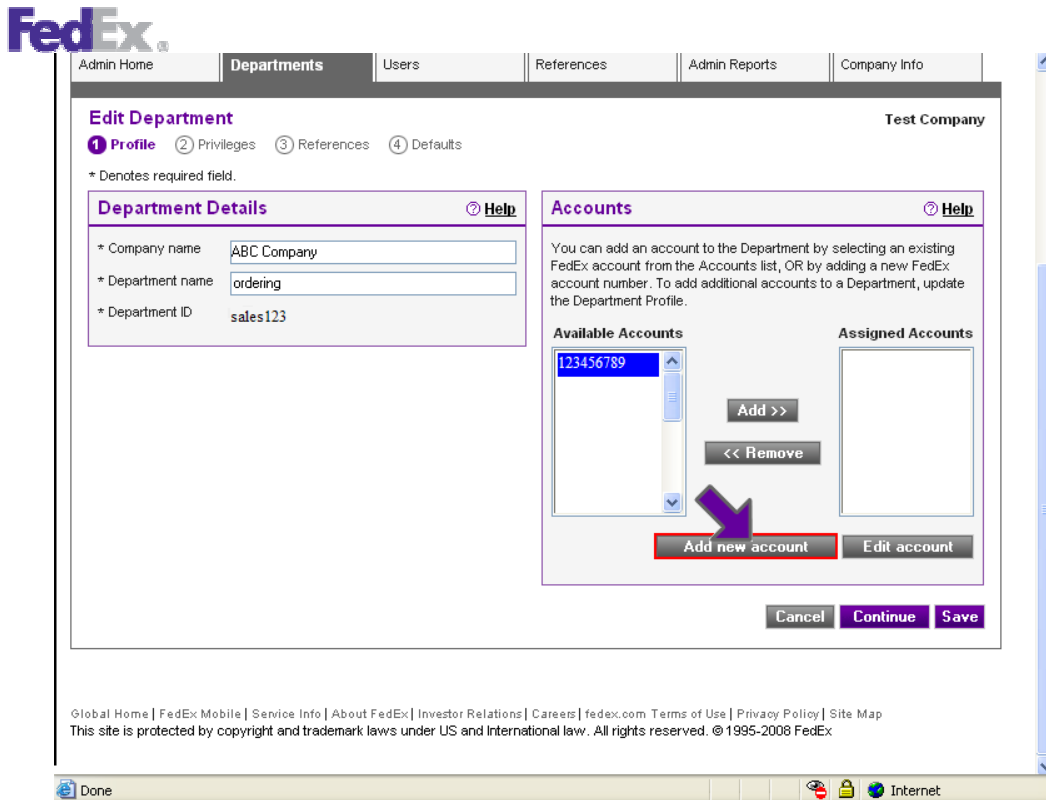 FedEx®
Admin Home Departments Users References Admin Reports Company Info
Edit Department Test Company
1 Profile 2 Privileges 3 References 4 Defaults
* Denotes required field.
Department Details ? Help
* Company name ABC Company
* Department name ordering
* Department ID sales123
Accounts ? Help
You can add an account to the Department by selecting an existing
FedEx account from the Accounts list, OR by adding a new FedEx
account number. To add additional accounts to a Department, update
the Department Profile.
Available Accounts Assigned Accounts
123456789
Add >>
<< Remove
Add new account Edit account
Cancel Continue Save
Global Home | FedEx Mobile | Service Info | About FedEx | Investor Relations | Careers | fedex.com Terms of Use | Privacy Policy | Site Map
This site is protected by copyright and trademark laws under US and International law. All rights reserved. © 1995-2008 FedEx
Done Internet